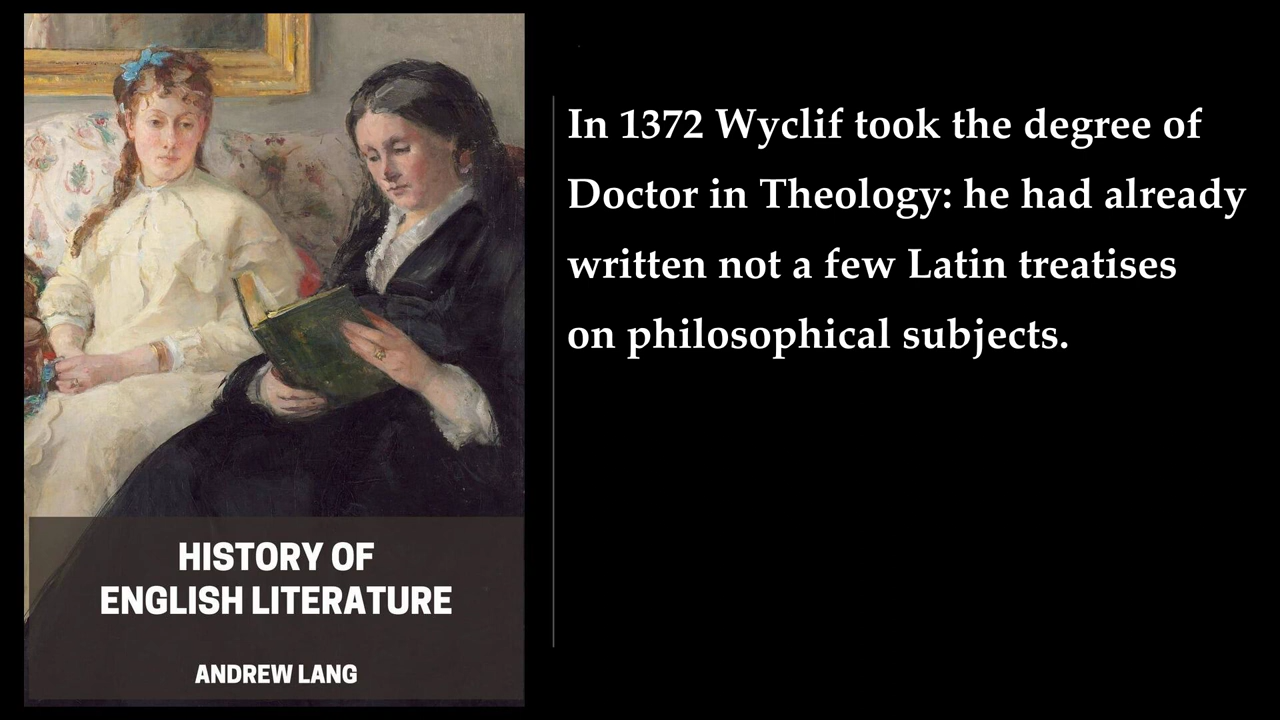 In 1372 Wyclif took the degree of
Doctor in Theology: he had already
written not a few Latin treatises
on philosophical subjects.
HISTORY OF
ENGLISH LITERATURE
ANDREW LANG